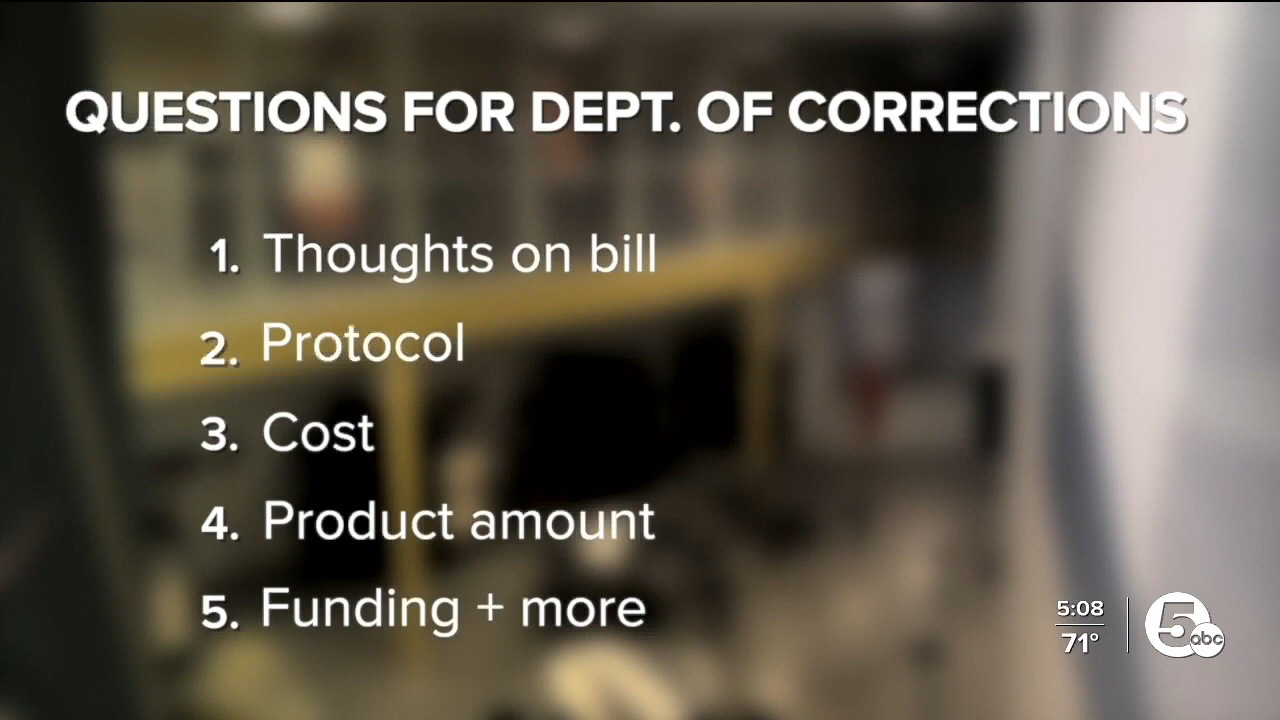 QUESTIONS FOR DEPT. OF CORRECTIONS
1. Thoughts on bill
2. Protocol
3. Cost
4. Product amount
5. Funding + more
5:08
71°
5 abc